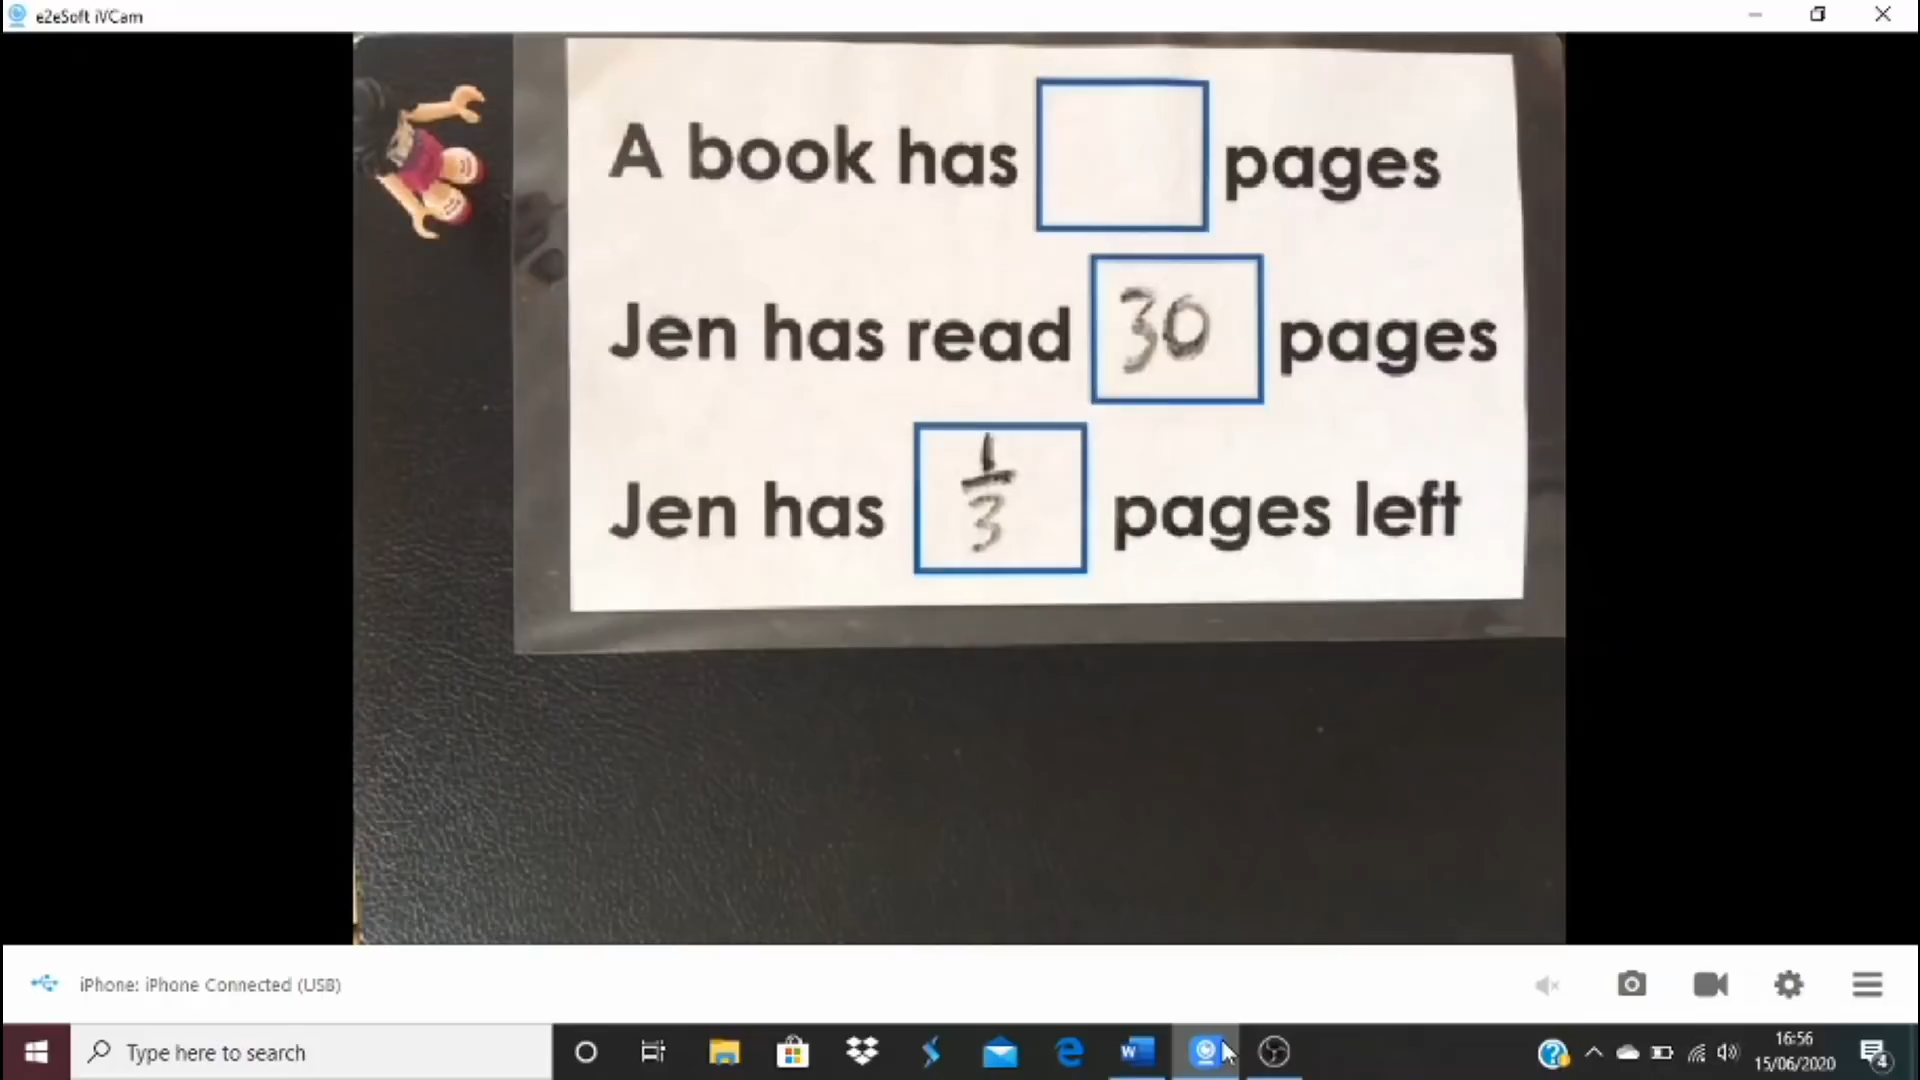 e2eSoft iVCam
A book has pages
Jen has read 30 pages
Jen has 1/3 pages left
iPhone: iPhone Connected (USB)
Type here to search
16:56
15/06/2020
4